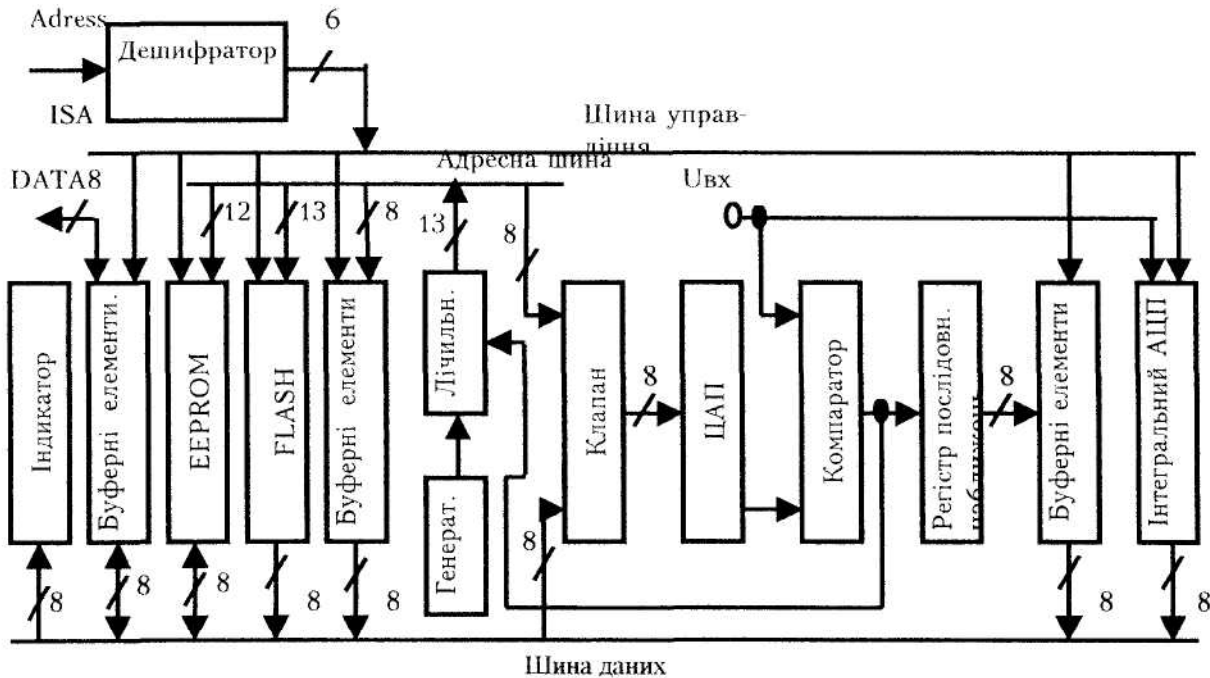 Adress
6
Дешифратор
ISA
Шина управ-
ління
Адресна шина
DATA8
Uвх
12
13
8
13
8
Індикатор
Буферні елементи.
EEPROM
FLASH
Буферні елементи
Лічильн.
Генерат.
Клапан
8
ЦАП
Компаратор
Регістр послідовн.
наближень
8
Буферні елементи
Інтегральний АЦП
8
8
8
8
8
8
8
8
Шина даних